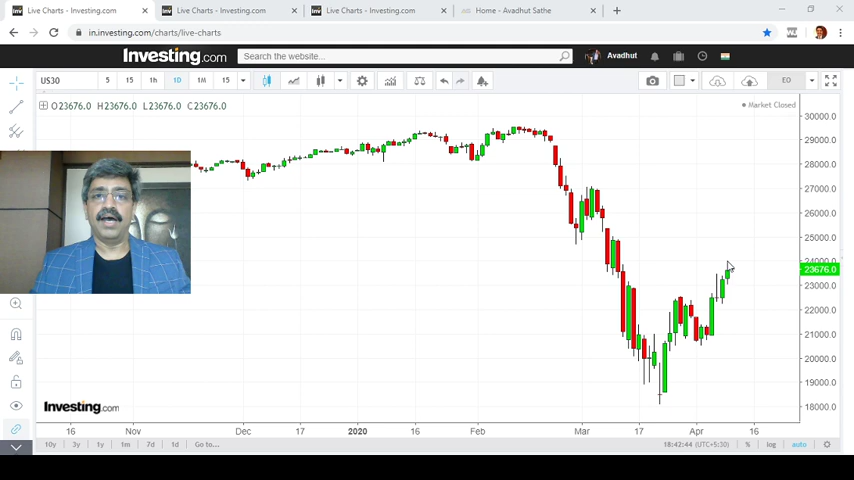 Live Charts - Investing.com
Live Charts - Investing.com
Live Charts - Investing.com
Home - Avadhut Sathe
in.investing.com/charts/live-charts
Investing.com
Search the website...
Avadhut
US30
5
15
1h
1D
1M
15
EO
O23676.0 H23676.0 L23676.0 C23676.0
Market Closed
30000.0
29000.0
28000.0
27000.0
26000.0
25000.0
24000.0
23676.0
23000.0
22000.0
21000.0
20000.0
19000.0
18000.0
Investing.com
16
Nov
Dec
17
2020
16
Feb
Mar
17
Apr
16
10y
3y
1y
1m
7d
1d
Go to...
18:42:44 (UTC+5:30)
%
log
auto